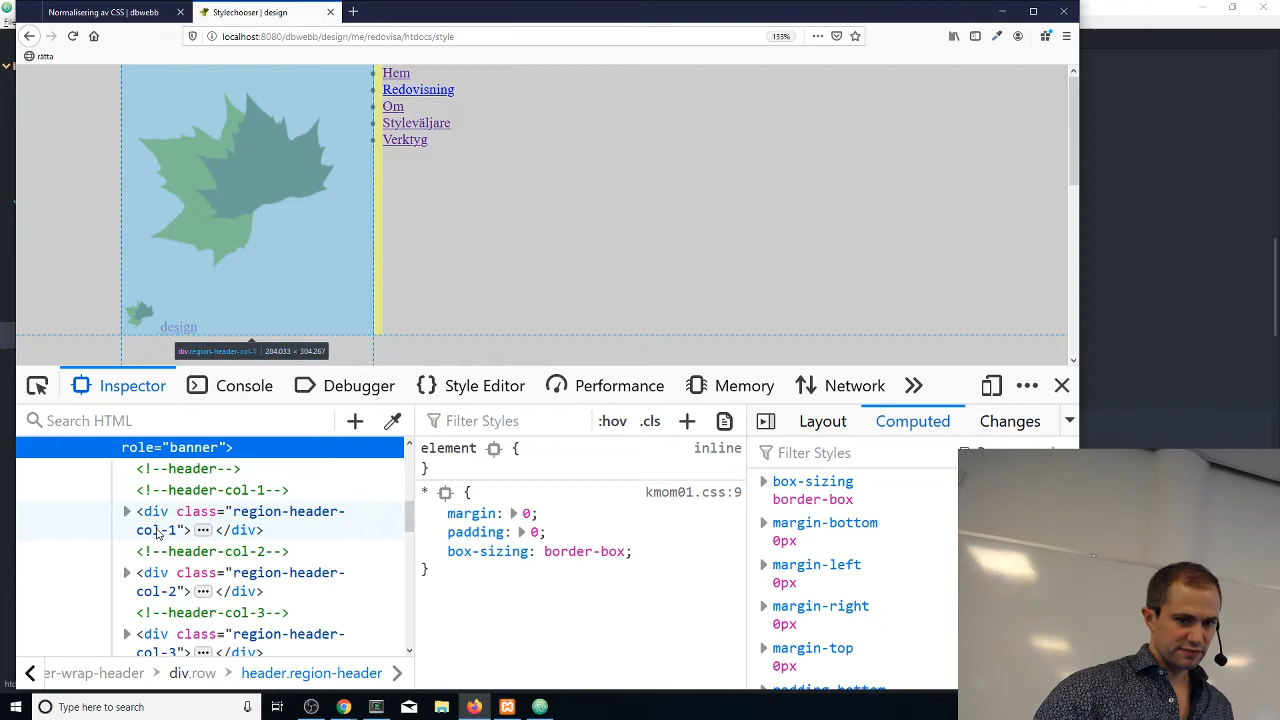 Normalisering av CSS | dbwebb
Stylechooser | design
localhost:8080/dbwebb/design/me/redovisa/htdocs/style
133%
rätta
Hem
Redovisning
Om
Styleväljare
Verktyg
design
div.region-header-col-1 | 284.033 × 304.267
Inspector
Console
Debugger
Style Editor
Performance
Memory
Network
Search HTML
Filter Styles
:hov
.cls
Layout
Computed
Changes
role="banner">
<!--header-->
<!--header-col-1-->
<div class="region-header-
col-1"> ••• </div>
<!--header-col-2-->
<div class="region-header-
col-2"> ••• </div>
<!--header-col-3-->
<div class="region-header-
col-3"> ••• </div>
er-wrap-header
div.row
header.region-header
element { inline
}
* { kmom01.css:9
margin: 0;
padding: 0;
box-sizing: border-box;
}
Filter Styles
box-sizing
border-box
margin-bottom
0px
margin-left
0px
margin-right
0px
margin-top
0px
padding-bottom
Type here to search